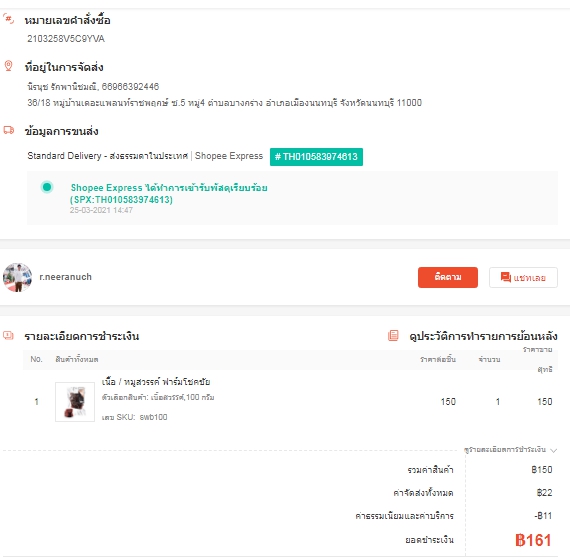 หมายเลขคำสั่งซื้อ
2103258V5C9YVA
ที่อยู่ในการจัดส่ง
นิรนุช รักพานิชมณี, 66966392446
36/18 หมู่บ้านเดอะแพลนท์ราชพฤกษ์ ซ.5 หมู่4 ตำบลบางกร่าง อำเภอเมืองนนทบุรี จังหวัดนนทบุรี 11000
ข้อมูลการขนส่ง
Standard Delivery - ส่งธรรมดาในประเทศ | Shopee Express # TH010583974613
Shopee Express ได้ทำการเข้ารับพัสดุเรียบร้อย
(SPX:TH010583974613)
25-03-2021 14:47
r.neeranuch ติดตาม แชทเลย
รายละเอียดการชำระเงิน ดูประวัติการทำรายการย้อนหลัง
No. สินค้าทั้งหมด ราคาต่อชิ้น จำนวน ราคาขายสุทธิ
เนื้อ / หมูสวรรค์ ฟาร์มโชคชัย
1 ตัวเลือกสินค้า: เนื้อสวรรค์,100 กรัม 150 1 150
เลข SKU: swb100
ดูรายละเอียดการชำระเงิน
รวมค่าสินค้า ฿150
ค่าจัดส่งทั้งหมด ฿22
ค่าธรรมเนียมและค่าบริการ -฿11
ยอดชำระเงิน ฿161